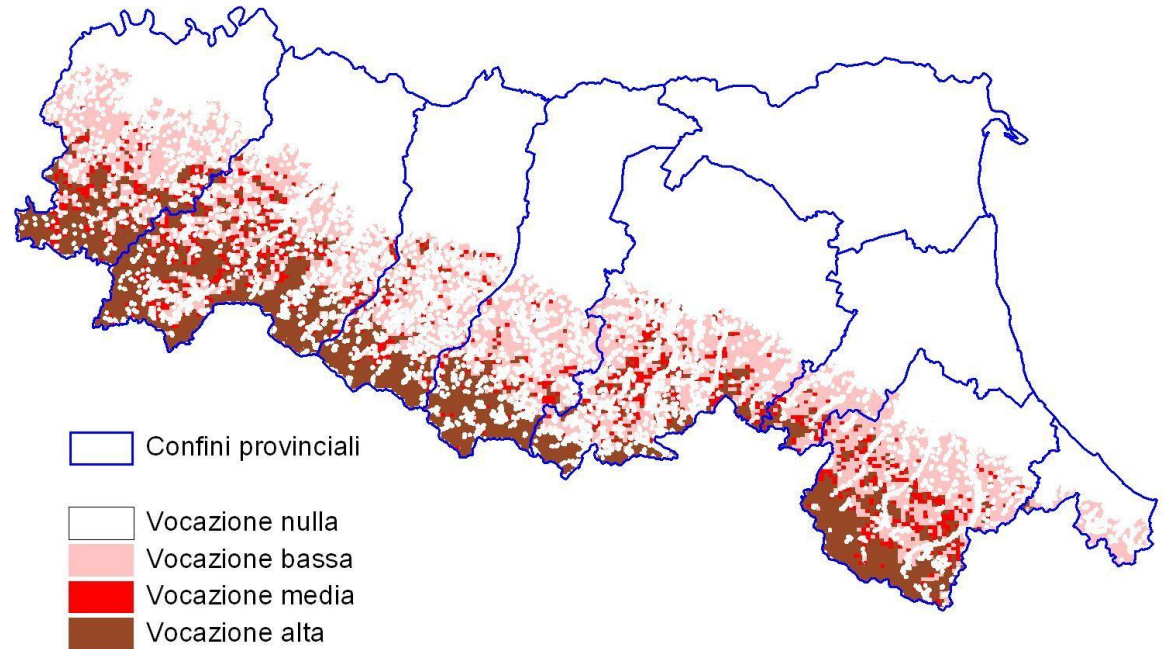 Confini provinciali
Vocazione nulla
Vocazione bassa
Vocazione media
Vocazione alta